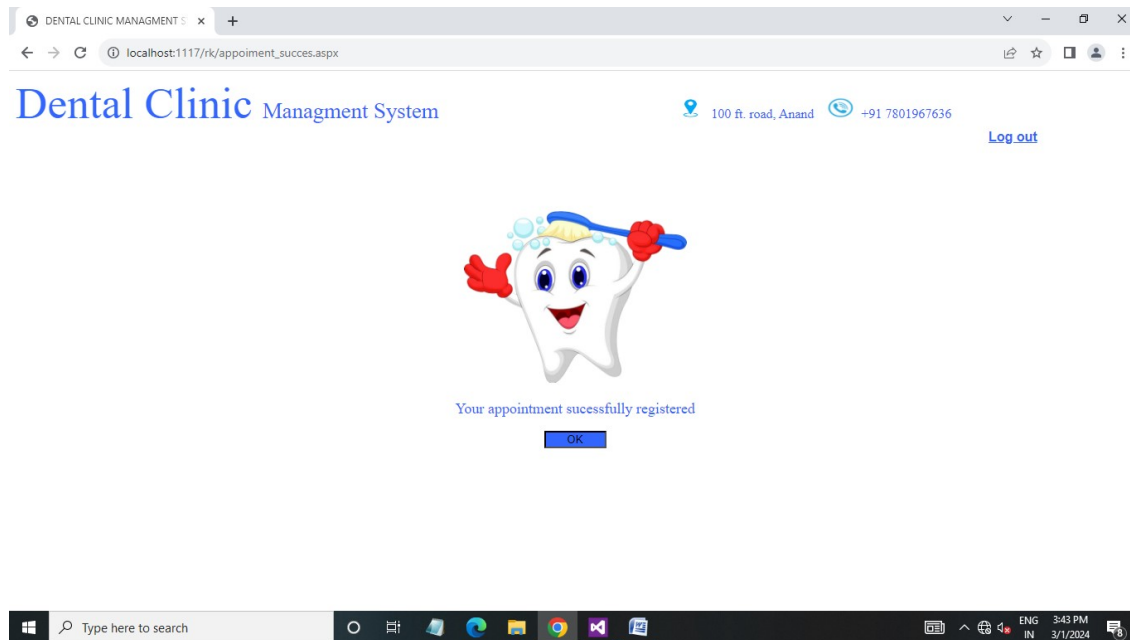 DENTAL CLINIC MANAGMENT S
localhost:1117/rk/appoiment_succes.aspx
Dental Clinic Managment System
100 ft. road, Anand +91 7801967636
Log out
Your appointment sucessfully registered
OK
Type here to search
ENG 3:43 PM
IN 3/1/2024
8